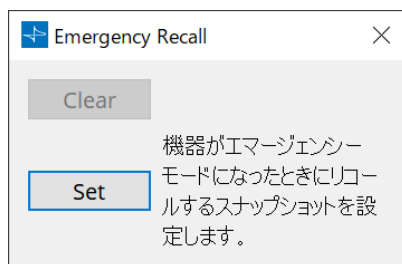 Emergency Recall
Clear
Set
機器がエマージェンシー
モードになったときにリコー
ルするスナップショットを設
定します。